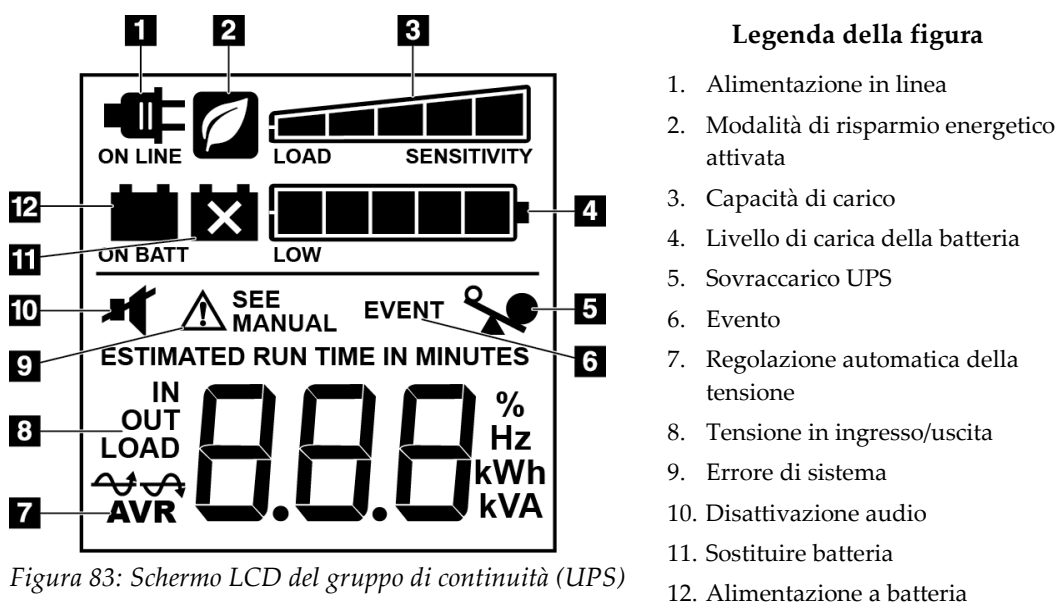 1 2 3
ON LINE LOAD SENSITIVITY
12 4
11 ON BATT LOW
10 SEE MANUAL EVENT 5
9 ESTIMATED RUN TIME IN MINUTES 6
IN %
8 OUT 8.8.8 Hz
LOAD kWh
7 AVR kVA
Figura 83: Schermo LCD del gruppo di continuità (UPS)
Legenda della figura
1. Alimentazione in linea
2. Modalità di risparmio energetico
attivata
3. Capacità di carico
4. Livello di carica della batteria
5. Sovraccarico UPS
6. Evento
7. Regolazione automatica della
tensione
8. Tensione in ingresso/uscita
9. Errore di sistema
10. Disattivazione audio
11. Sostituire batteria
12. Alimentazione a batteria